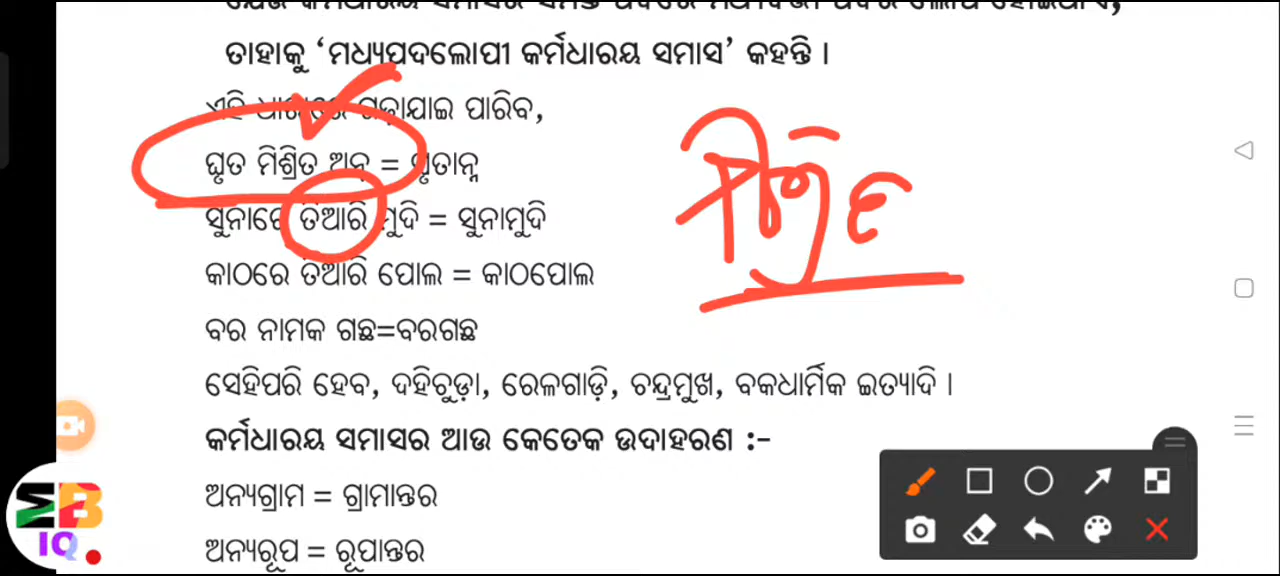 ତାହାକୁ ‘ମଧ୍ୟପଦଲୋପୀ କର୍ମଧାରୟ ସମାସ’ କହନ୍ତି ।
ଏହି ପଢ଼ାଯାଇ ପାରିବ,
ଘୃତ ମିଶ୍ରିତ ଅନ୍ନ = ଘୃତାନ୍ନ
ସୁନାରେ ତିଆରି ମୁଦି = ସୁନାମୁଦି
କାଠରେ ତିଆରି ପୋଲ = କାଠପୋଲ
ବର ନାମକ ଗଛ=ବରଗଛ
ସେହିପରି ହେବ, ଦହିଚୁଡ଼ା, ରେଳଗାଡ଼ି, ଚନ୍ଦ୍ରମୁଖ, ବକଧାର୍ମିକ ଇତ୍ୟାଦି ।
କର୍ମଧାରୟ ସମାସର ଆଉ କେତେକ ଉଦାହରଣ :-
ଅନ୍ୟଗ୍ରାମ = ଗ୍ରାମାନ୍ତର
ଅନ୍ୟରୂପ = ରୂପାନ୍ତର
IQ